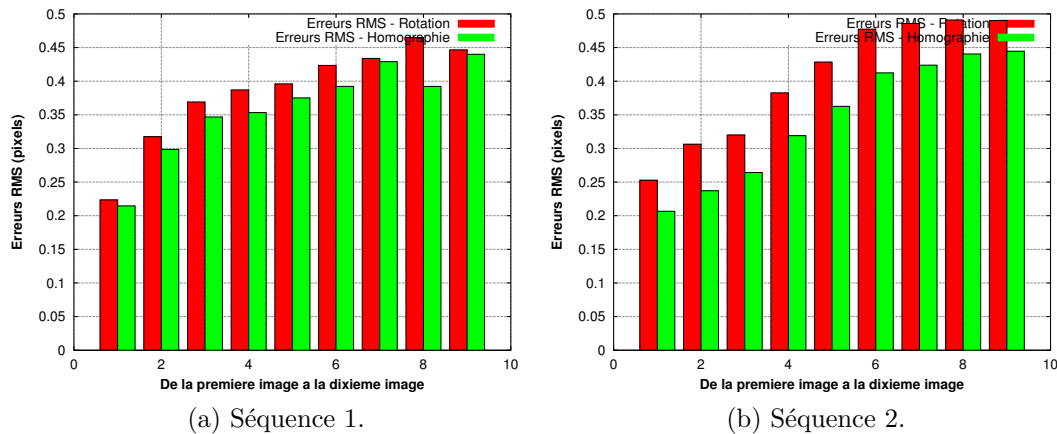 Erreurs RMS (pixels)
0.5
0.45
0.4
0.35
0.3
0.25
0.2
0.15
0.1
0.05
0
Erreurs RMS - Rotation
Erreurs RMS - Homographie
0 2 4 6 8 10
De la premiere image a la dixieme image
(a) Séquence 1.
Erreurs RMS (pixels)
0.5
0.45
0.4
0.35
0.3
0.25
0.2
0.15
0.1
0.05
0
Erreurs RMS - Rotation
Erreurs RMS - Homographie
0 2 4 6 8 10
De la premiere image a la dixieme image
(b) Séquence 2.